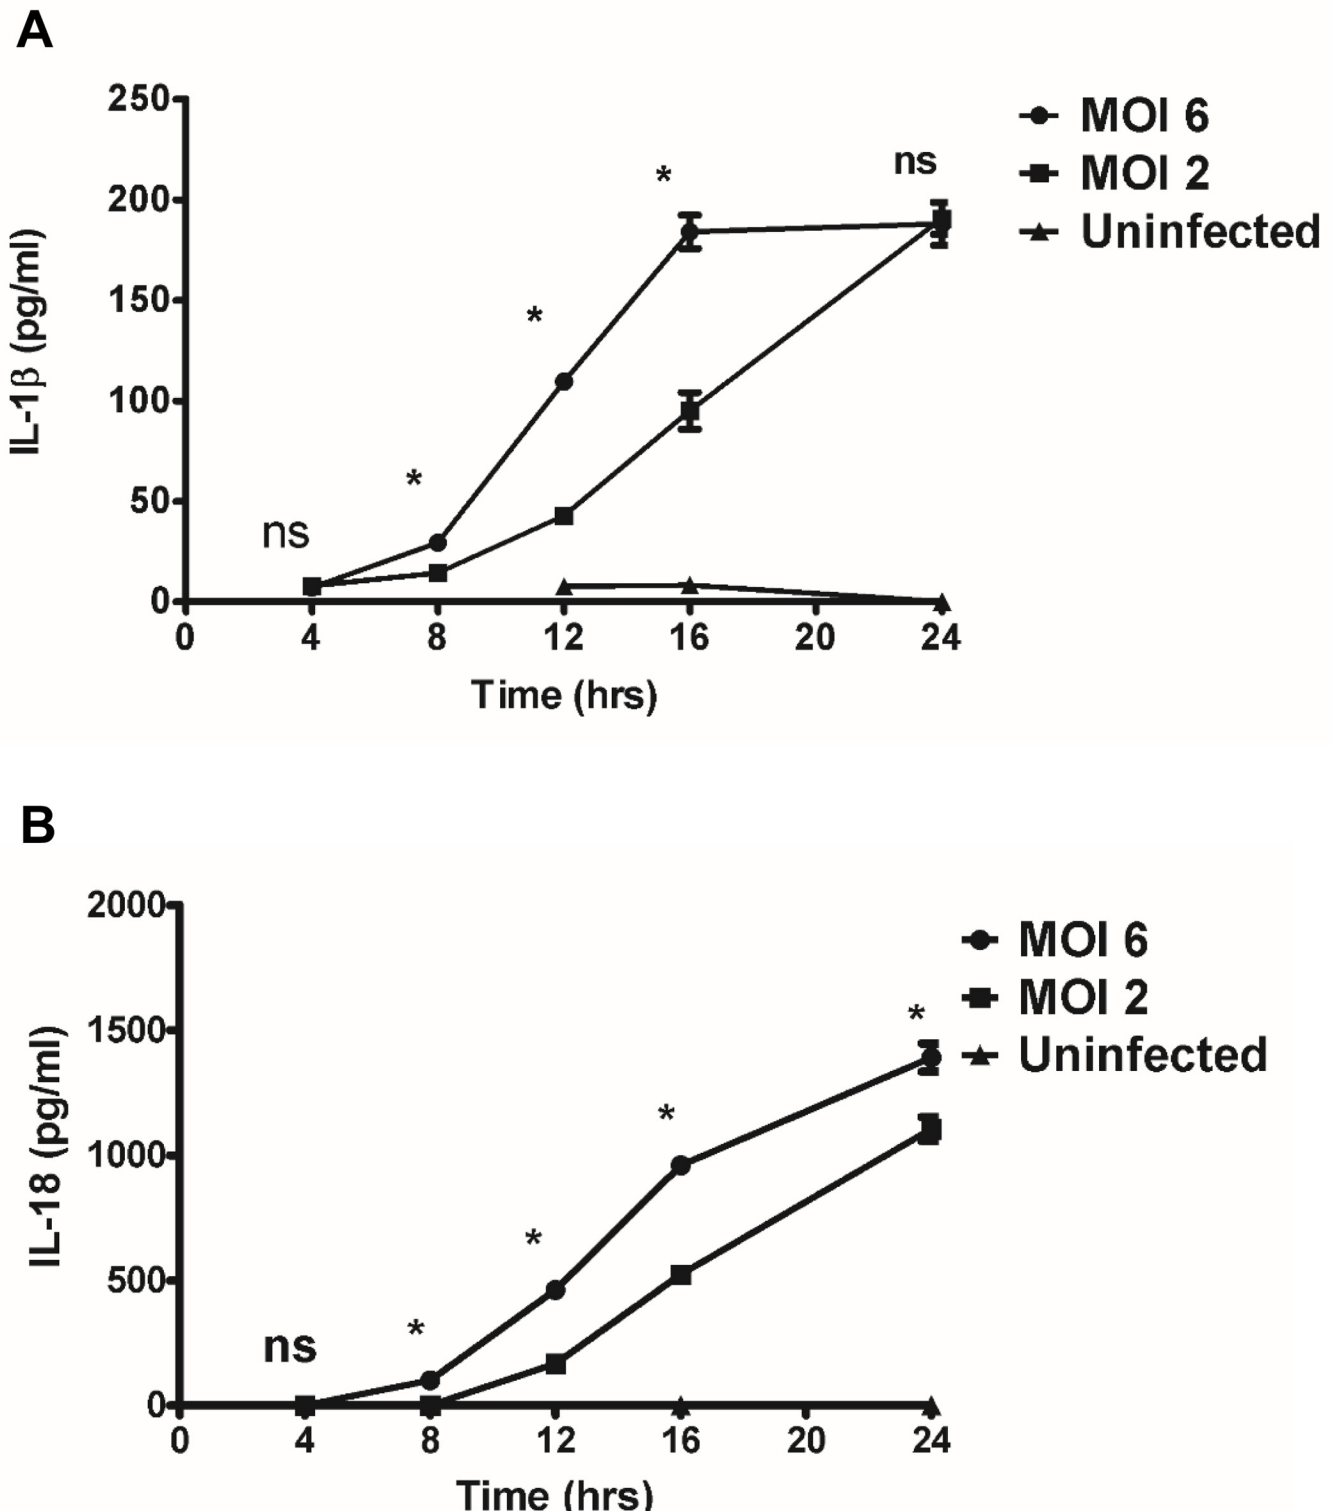 A
250
200
150
100
50
0
IL-1β (pg/ml)
ns
*
*
*
ns
MOI 6
MOI 2
Uninfected
0 4 8 12 16 20 24
Time (hrs)
B
2000
1500
1000
500
0
IL-18 (pg/ml)
ns
*
*
*
*
MOI 6
MOI 2
Uninfected
0 4 8 12 16 20 24
Time (hrs)